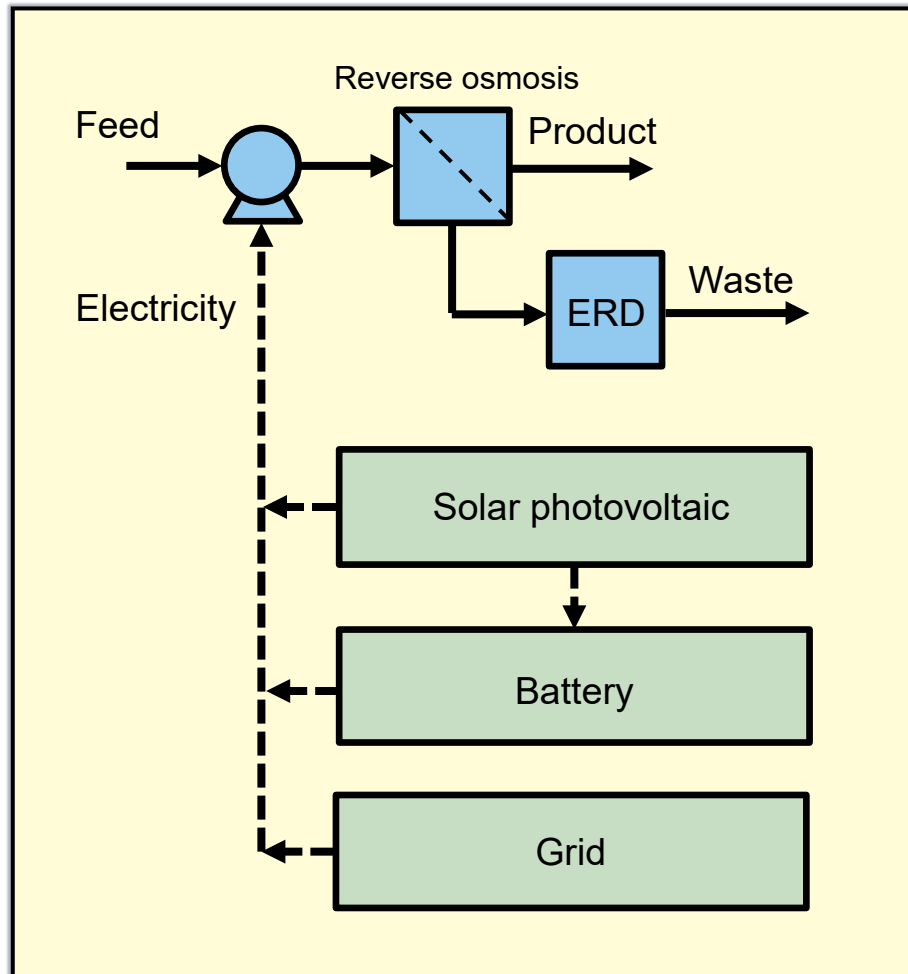 Reverse osmosis
Feed
Product
Electricity
ERD
Waste
Solar photovoltaic
Battery
Grid